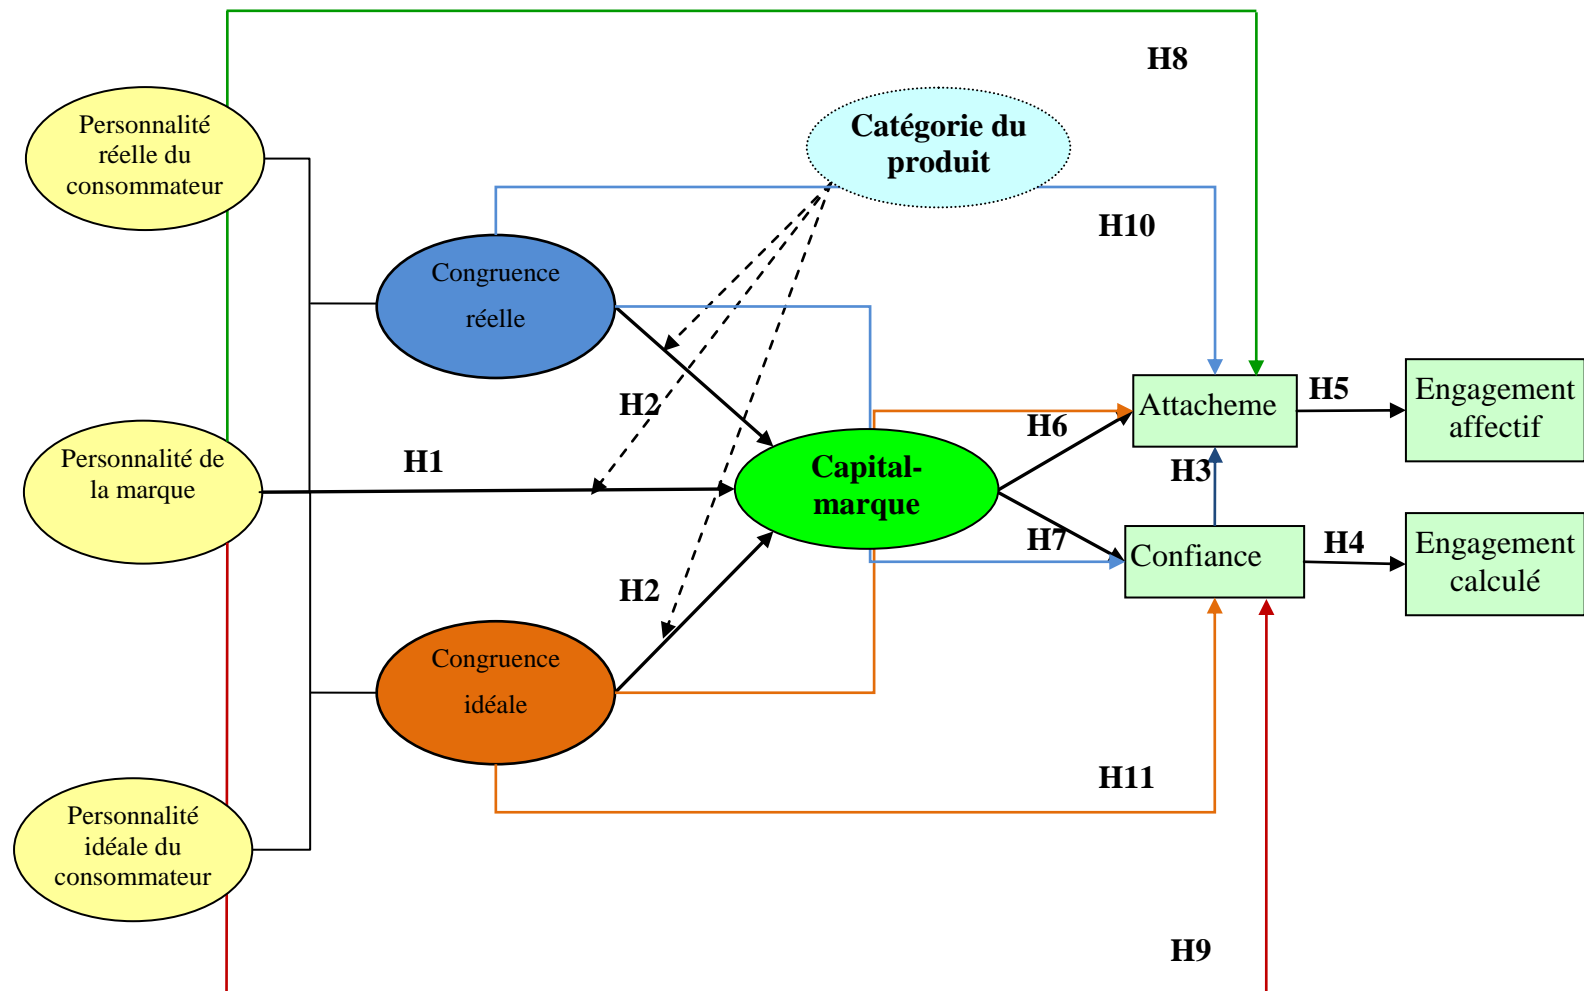 H8
Personnalité
réelle du
consommateur
Catégorie du
produit
H10
Congruence
réelle
H2
Attacheme
H5
Engagement
affectif
H6
Personnalité de
la marque
H1
Capital-
marque
H3
H7
Confiance
H4
Engagement
calculé
H2
Congruence
idéale
H11
Personnalité
idéale du
consommateur
H9